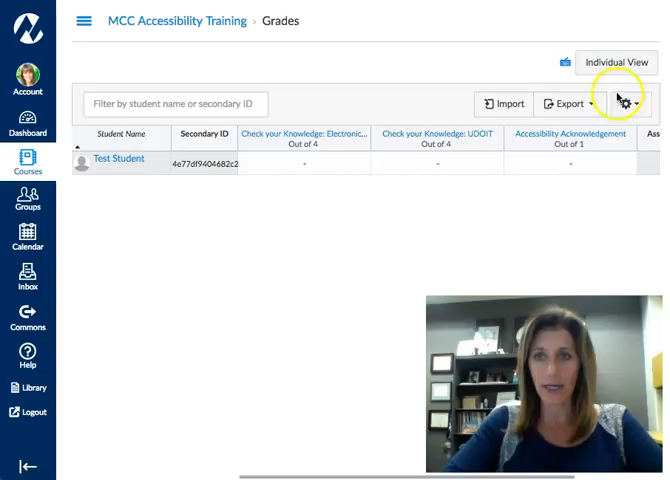 MCC Accessibility Training › Grades
Individual View
Account
Filter by student name or secondary ID
Import
Export
Dashboard
Student Name
Secondary ID
Check your Knowledge: Electronic...
Out of 4
Check your Knowledge: UDOIT
Out of 4
Accessibility Acknowledgement
Out of 1
Ass
Test Student
4e77df9404682c2
-
-
-
Courses
Groups
Calendar
Inbox
Commons
Help
Library
Logout